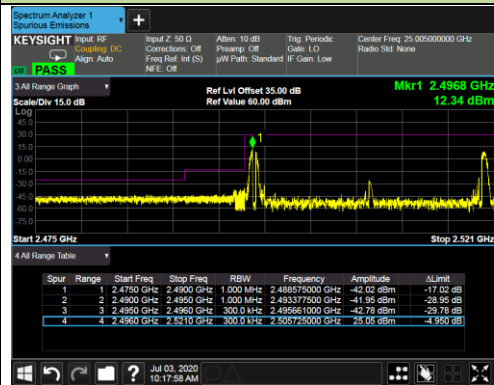 Spectrum Analyzer 1
Spurious Emissions
KEYSIGHT Input: RF
Coupling: DC
Align: Auto
Input Z: 50 Ω
Corrections: Off
Freq Ref: Int (S)
NFE: Off
Atten: 10 dB
Preamp: Off
µW Path: Standard
Trig: Periodic
Gate: LO
IF Gain: Low
Center Freq: 25.005000000 GHz
Radio Std: None
PASS
3 All Range Graph
Ref Lvl Offset 35.00 dB
Mkr1 2.4968 GHz
Scale/Div 15.0 dB
Ref Value 60.00 dBm
12.34 dBm
Log
45.0
30.0
15.0
0.00
-15.0
-30.0
-45.0
-60.0
-75.0
1
Start 2.475 GHz
Stop 2.521 GHz
4 All Range Table
Spur Range Start Freq Stop Freq RBW Frequency Amplitude ΔLimit
1 1 2.4750 GHz 2.4900 GHz 1.000 MHz 2.488575000 GHz -42.02 dBm -17.02 dB
2 2 2.4900 GHz 2.4950 GHz 1.000 MHz 2.493377500 GHz -41.95 dBm -28.95 dB
3 3 2.4950 GHz 2.4960 GHz 300.0 kHz 2.495661000 GHz -42.78 dBm -29.78 dB
4 4 2.4960 GHz 2.5210 GHz 300.0 kHz 2.505725000 GHz 25.05 dBm -4.950 dB
Jul 03, 2020
10:17:58 AM